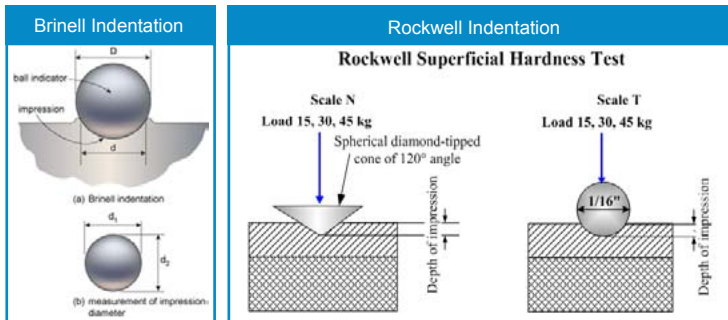 Brinell Indentation
D
ball indicator
impression
d
(a) Brinell indentation
d1
d2
(b) measurement of impression
diameter
Rockwell Indentation
Rockwell Superficial Hardness Test
Scale N
Load 15, 30, 45 kg
Spherical diamond-tipped
cone of 120° angle
Depth of impression
Scale T
Load 15, 30, 45 kg
1/16"
Depth of impression